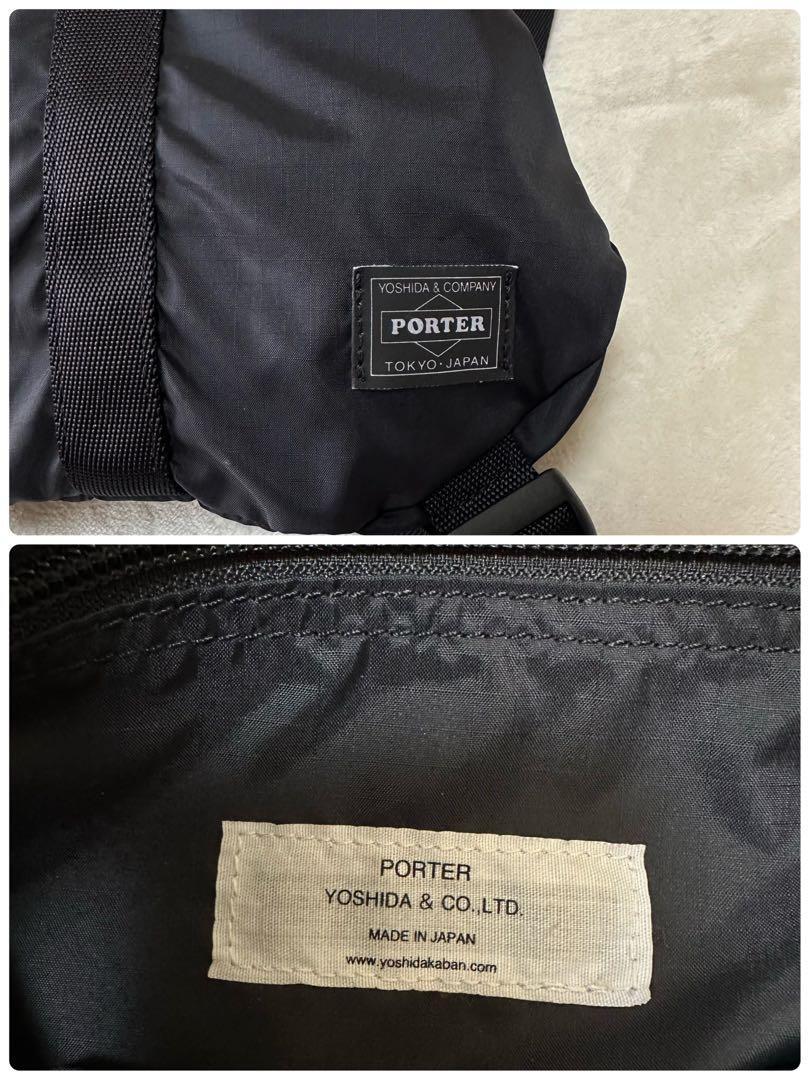 YOSHIDA & COMPANY
PORTER
TOKYO·JAPAN
PORTER
YOSHIDA & CO.,LTD.
MADE IN JAPAN
www.yoshidakaban.com